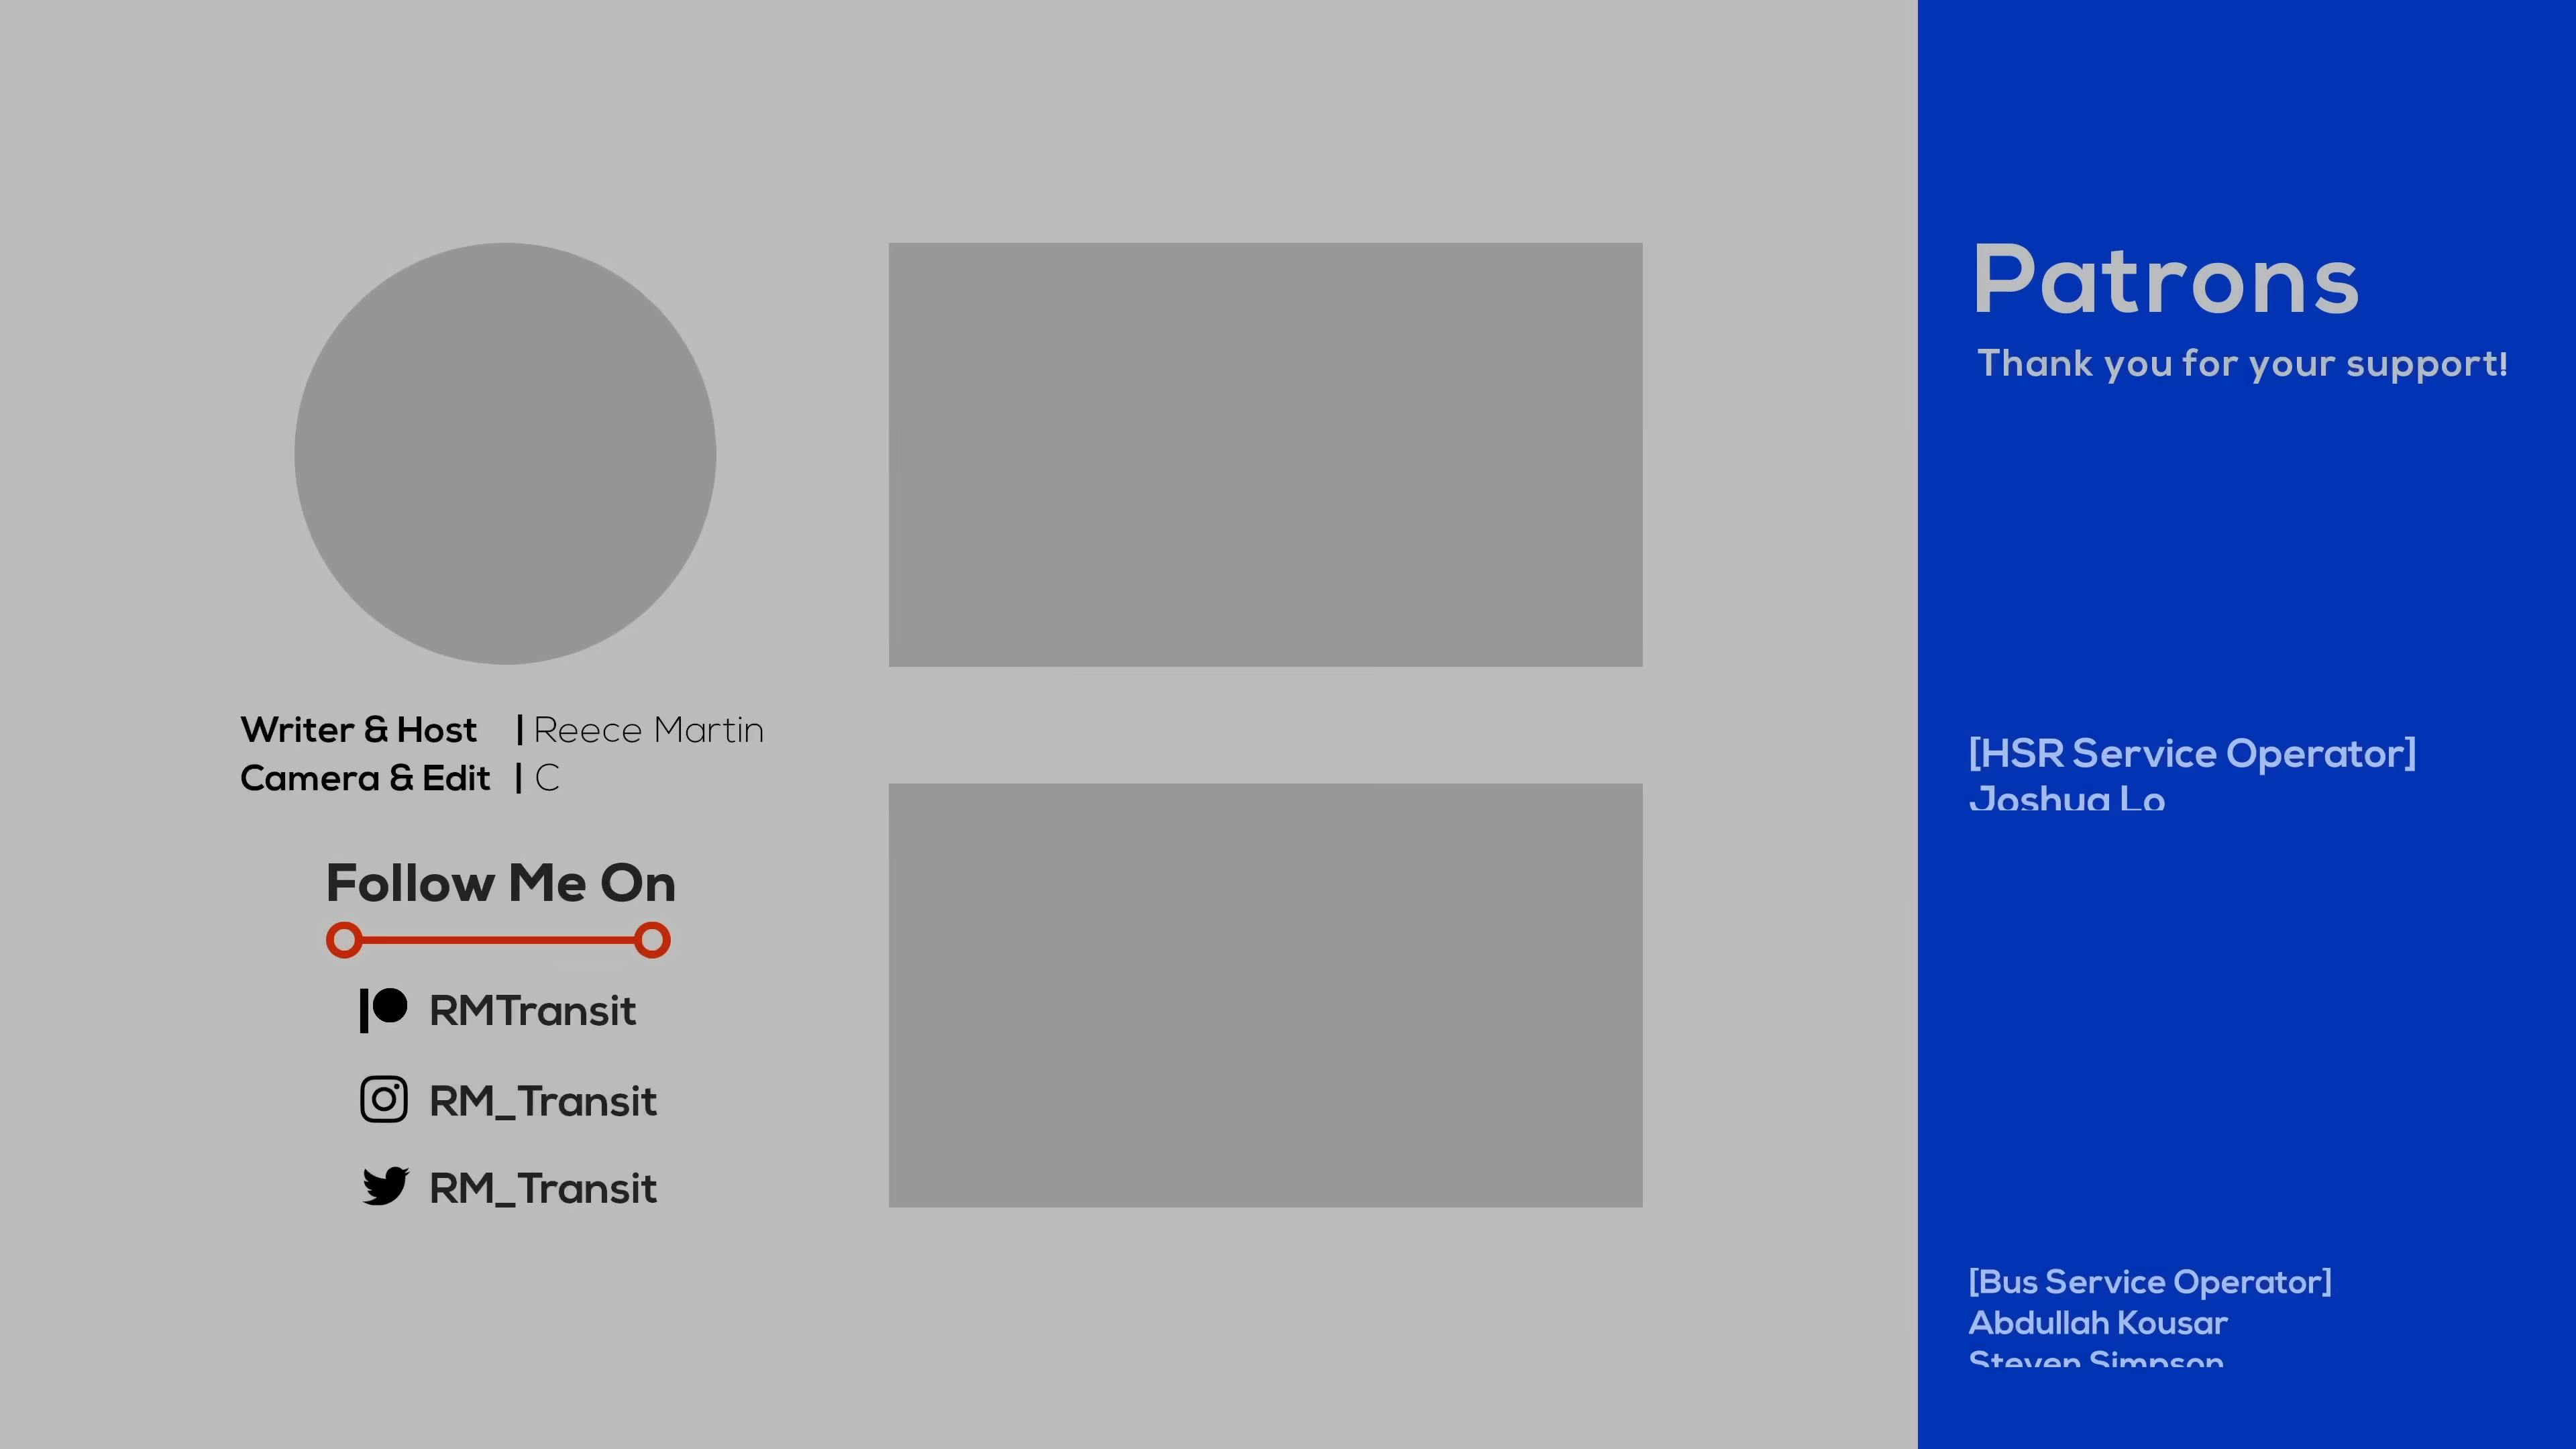 Writer & Host | Reece Martin
Camera & Edit | C
Follow Me On
RMTransit
RM_Transit
RM_Transit
Patrons
Thank you for your support!
[HSR Service Operator]
Joshua Lo
[Bus Service Operator]
Abdullah Kousar
Steven Simpson